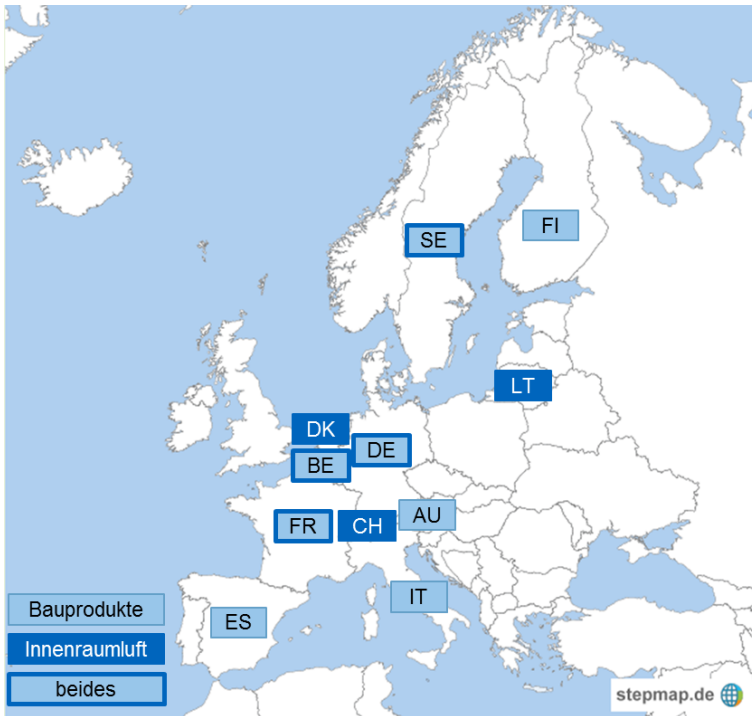 FI
SE
LT
DK
DE
BE
AU
FR
CH
IT
ES
Bauprodukte
Innenraumluft
beides
stepmap.de